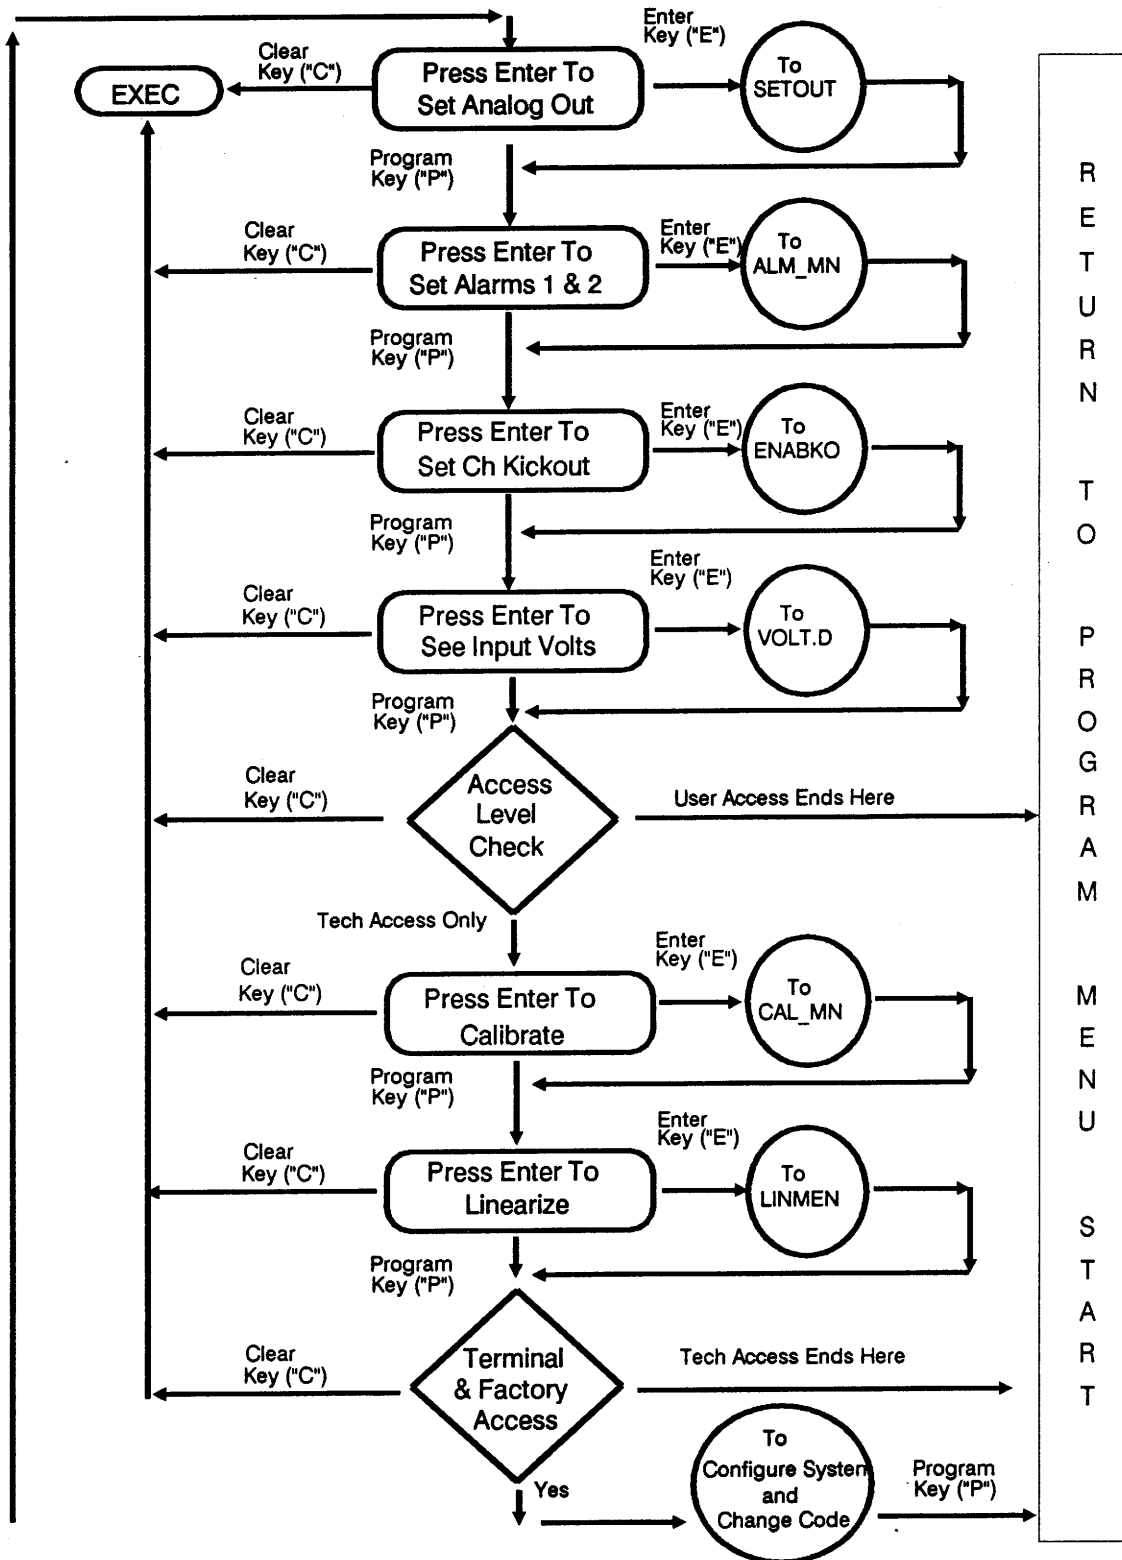 Enter
Key ("E")
Clear
Key ("C")
EXEC
Press Enter To
Set Analog Out
To
SETOUT
Program
Key ("P")
Clear
Key ("C")
Press Enter To
Set Alarms 1 & 2
Enter
Key ("E")
To
ALM_MN
Program
Key ("P")
Clear
Key ("C")
Press Enter To
Set Ch Kickout
Enter
Key ("E")
To
ENABKO
Program
Key ("P")
Clear
Key ("C")
Press Enter To
See Input Volts
Enter
Key ("E")
To
VOLT.D
Program
Key ("P")
Clear
Key ("C")
Access
Level
Check
User Access Ends Here
Tech Access Only
Clear
Key ("C")
Press Enter To
Calibrate
Enter
Key ("E")
To
CAL_MN
Program
Key ("P")
Clear
Key ("C")
Press Enter To
Linearize
Enter
Key ("E")
To
LINMEN
Program
Key ("P")
Clear
Key ("C")
Terminal
& Factory
Access
Tech Access Ends Here
Yes
To
Configure System
and
Change Code
Program
Key ("P")
RETURN TO PROGRAM MENU START